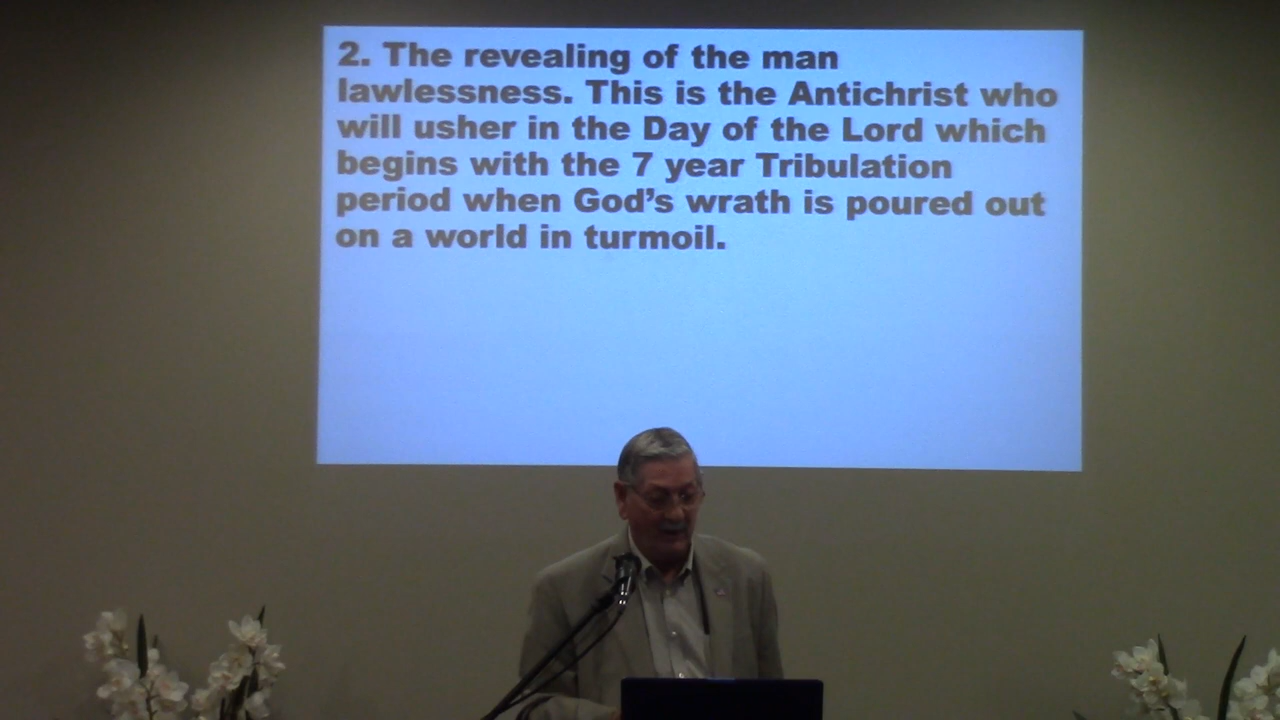 2. The revealing of the man
lawlessness. This is the Antichrist who
will usher in the Day of the Lord which
begins with the 7 year Tribulation
period when God's wrath is poured out
on a world in turmoil.